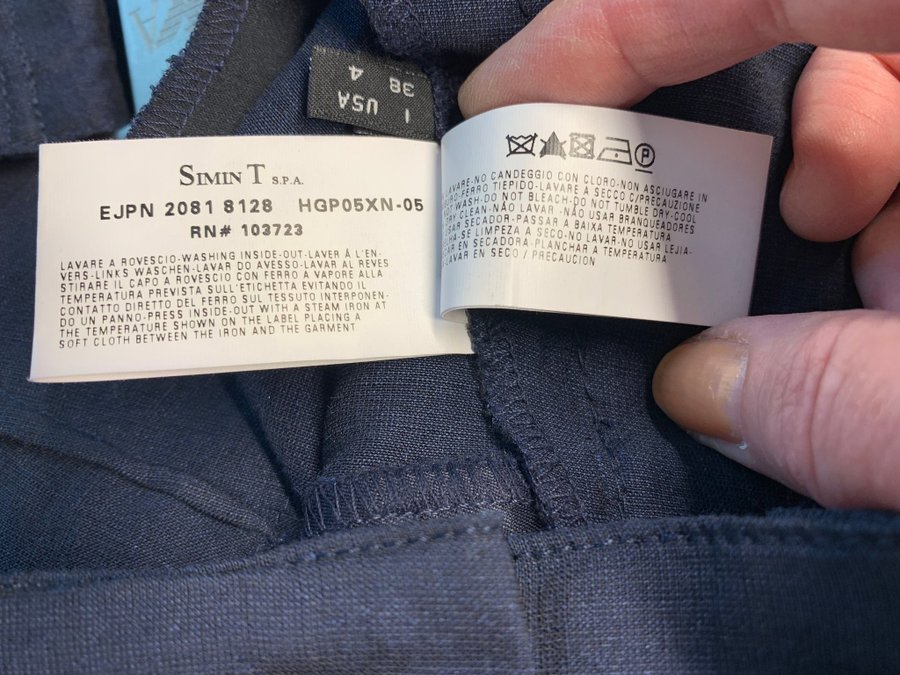 I 38
USA 4
SIMIN T S.P.A.
EJPN 2081 8128 HGP05XN-05
RN# 103723
LAVARE A ROVESCIO-WASHING INSIDE-OUT-LAVER Á L'EN-
VERS-LINKS WASCHEN-LAVAR DO AVESSO-LAVAR AL REVES
STIRARE IL CAPO A ROVESCIO CON FERRO A VAPORE ALLA
TEMPERATURA PREVISTA SULL'ETICHETTA EVITANDO IL
CONTATTO DIRETTO DEL FERRO SUL TESSUTO INTERPONEN-
DO UN PANNO-PRESS INSIDE-OUT WITH A STEAM IRON AT
THE TEMPERATURE SHOWN ON THE LABEL PLACING A
SOFT CLOTH BETWEEN THE IRON AND THE GARMENT
P
LAVARE-NO CANDEGGIO CON CLORO-NON ASCIUGARE IN
FERRO TIEPIDO-LAVARE A SECCO C/PRECAUZIONE
WASH-DO NOT BLEACH-DO NOT TUMBLE DRY-COOL
DRY CLEAN-NÃO LAVAR -NÃO USAR BRANQUEADORES
USAR SECADOR-PASSAR A BAIXA TEMPERATURA
SE LIMPEZA A SECO-NO LAVAR-NO USAR LEJIA-
EN SECADORA-PLANCHAR A TEMPERATURA
LAVAR EN SECO / PRECAUCION